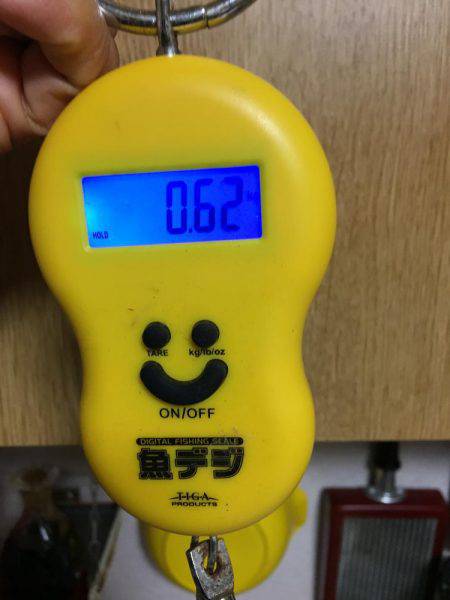 0.62
HOLD
TARE kg/lb/oz
ON/OFF
DIGITAL FISHING SCALE
魚デジ
TIGA
PRODUCTS